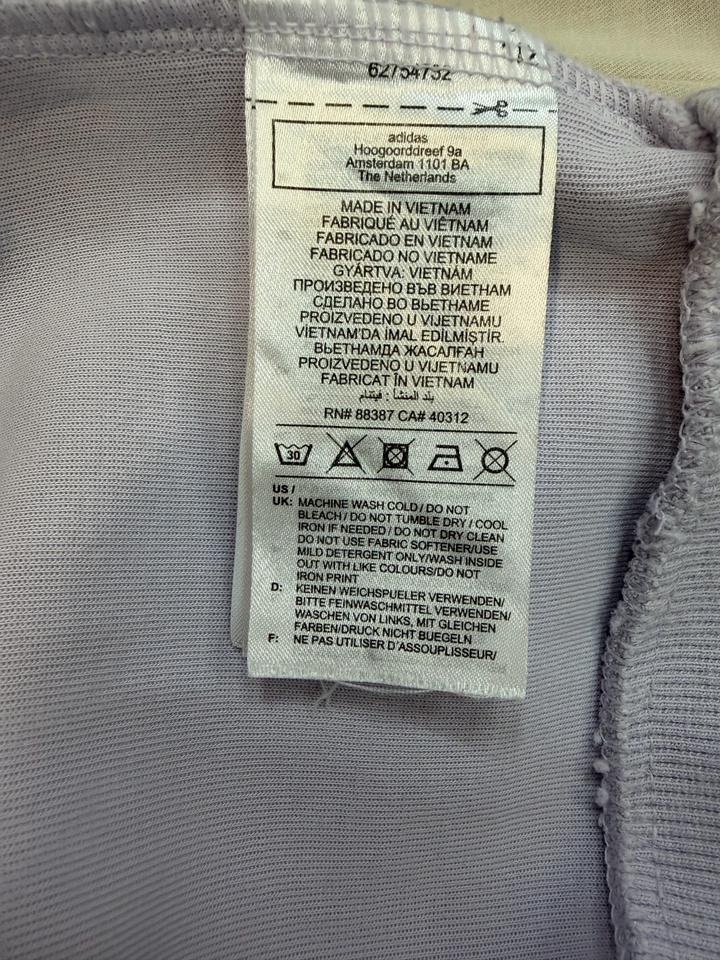 62754732
adidas
Hoogoorddreef 9a
Amsterdam 1101 BA
The Netherlands
MADE IN VIETNAM
FABRIQUÉ AU VIÊTNAM
FABRICADO EN VIETNAM
FABRICADO NO VIETNAME
GYÁRTVA: VIETNÁM
ПРОИЗВЕДЕНО ВЪВ ВИЕТНАМ
СДЕЛАНО ВО ВЬЕТНАМЕ
PROIZVEDENO U VIJETNAMU
VİETNAM'DA İMAL EDİLMİŞTİR.
ВЬЕТНАМДА ЖАСАЛҒАН
PROIZVEDENO U VIJETNAMU
FABRICAT ÎN VIETNAM
بلد المنشأ : فيتنام
RN# 88387 CA# 40312
30
US /
UK: MACHINE WASH COLD / DO NOT
BLEACH / DO NOT TUMBLE DRY / COOL
IRON IF NEEDED / DO NOT DRY CLEAN
DO NOT USE FABRIC SOFTENER/USE
MILD DETERGENT ONLY/WASH INSIDE
OUT WITH LIKE COLOURS/DO NOT
IRON PRINT
D: KEINEN WEICHSPUELER VERWENDEN/
BITTE FEINWASCHMITTEL VERWENDEN/
WASCHEN VON LINKS, MIT GLEICHEN
FARBEN/DRUCK NICHT BUEGELN
F: NE PAS UTILISER D'ASSOUPLISSEUR/